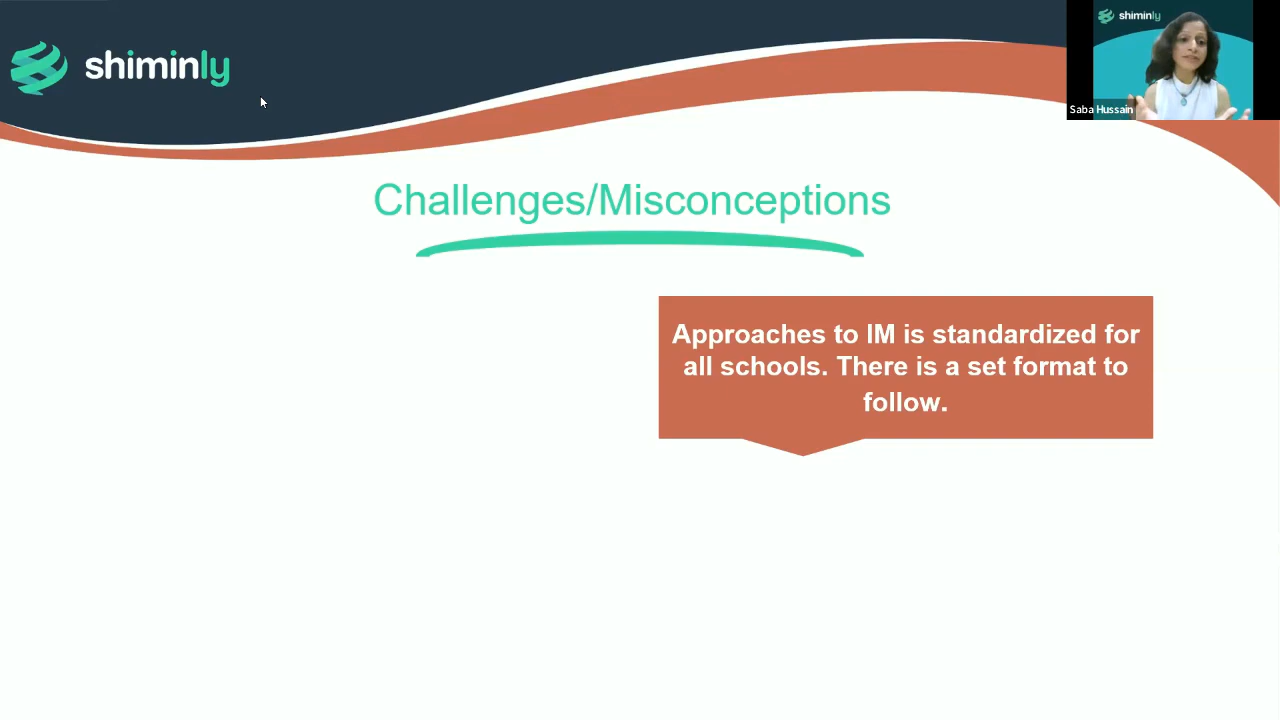 shiminly
shiminly
Saba Hussain
Challenges/Misconceptions
Approaches to IM is standardized for
all schools. There is a set format to
follow.